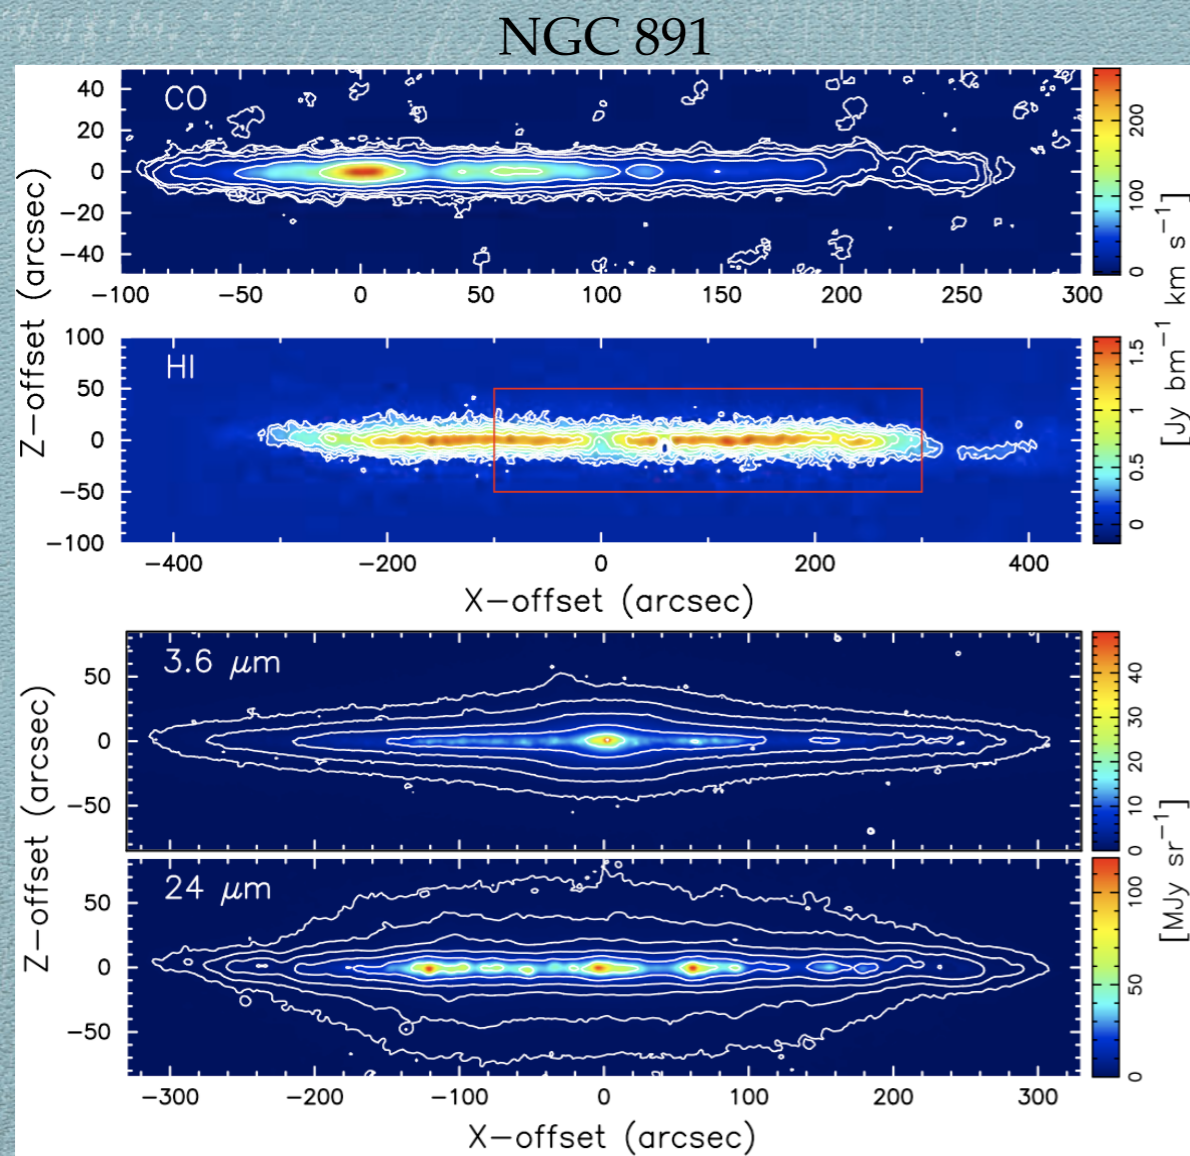 NGC 891
CO
40
20
0
−20
−40
−100 −50 0 50 100 150 200 250 300
0 100 200
HI
100
50
0
−50
−100
−400 −200 0 200 400
0 0.5 1 1.5
X−offset (arcsec)
Z−offset (arcsec)
[Jy bm⁻¹ km s⁻¹]
3.6 μm
50
0
−50
0 10 20 30 40
24 μm
50
0
−50
0 50 100
−300 −200 −100 0 100 200 300
X−offset (arcsec)
Z−offset (arcsec)
[MJy sr⁻¹]